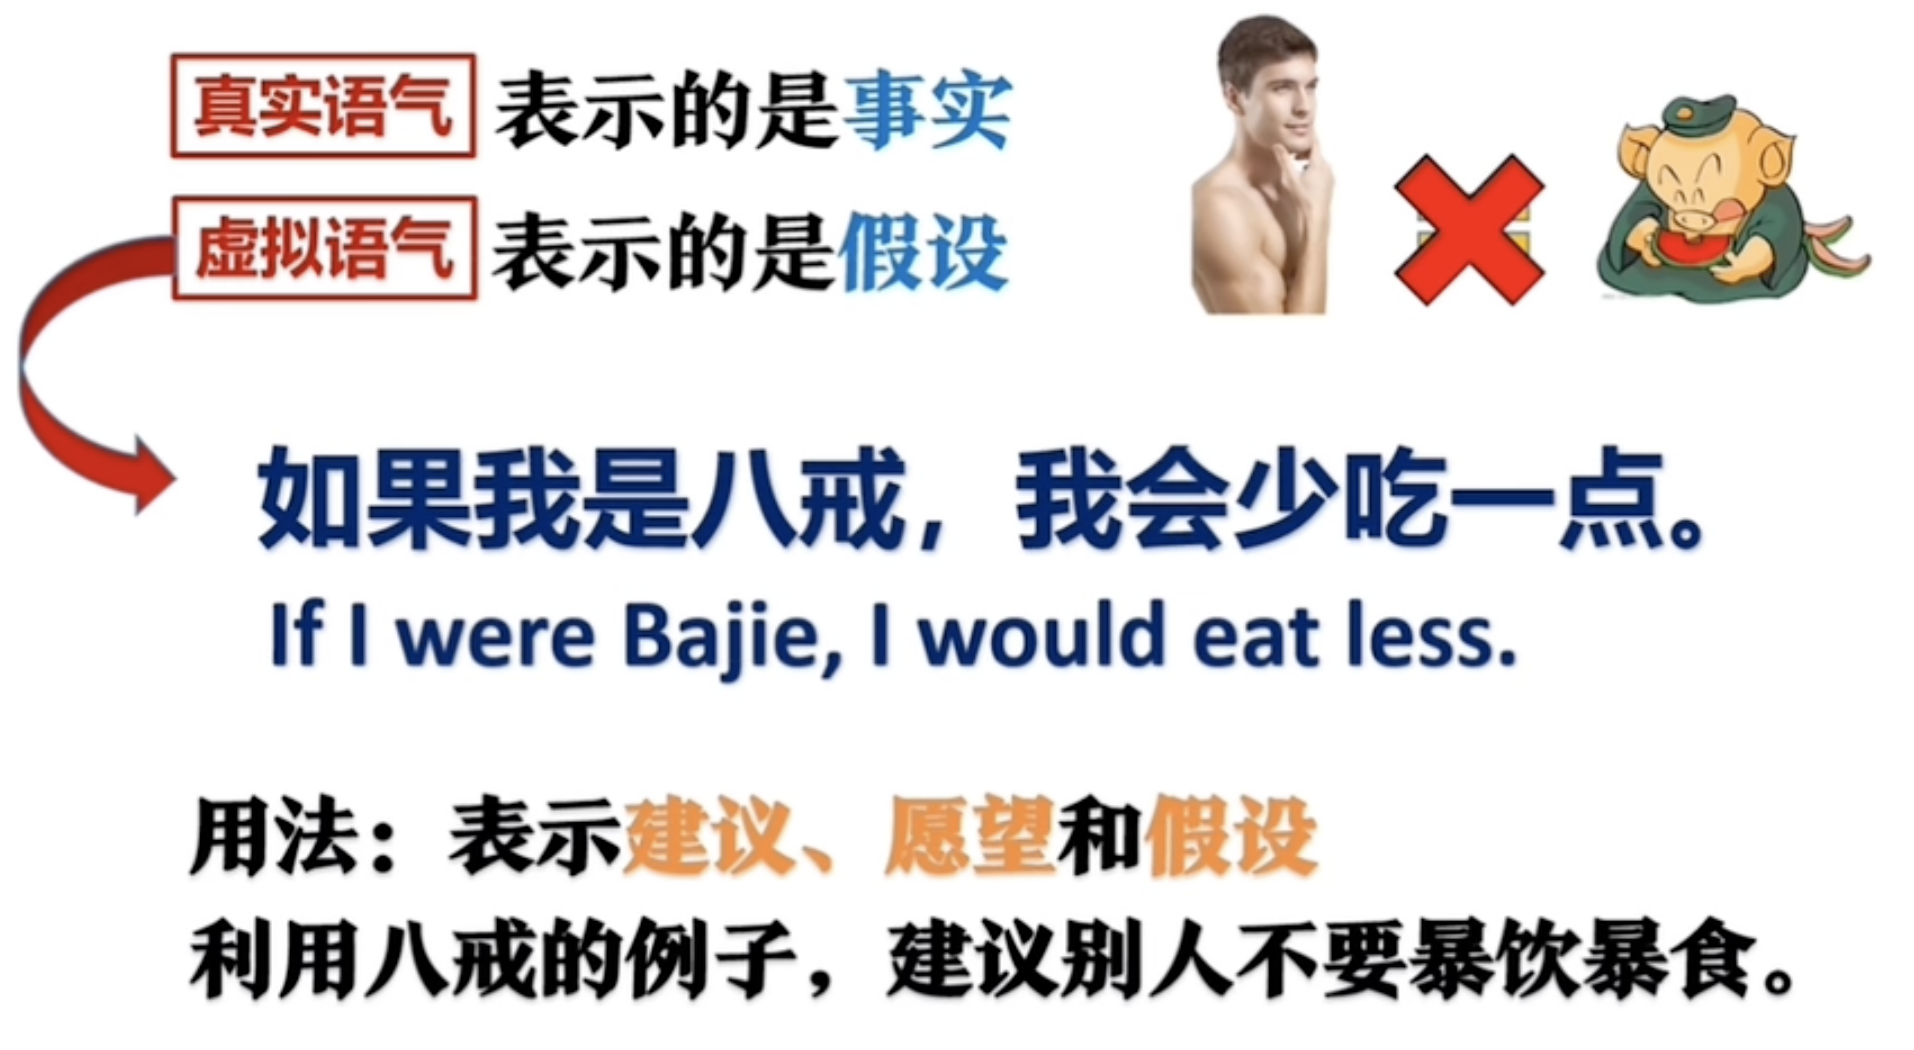 真实语气 表示的是事实
虚拟语气 表示的是假设
如果我是八戒，我会少吃一点。
If I were Bajie, I would eat less.
用法：表示建议、愿望和假设
利用八戒的例子，建议别人不要暴饮暴食。